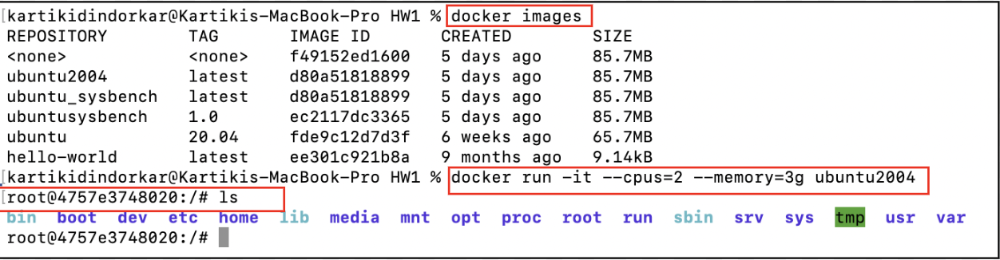 [kartikidindorkar@Kartikis-MacBook-Pro HW1 % docker images
REPOSITORY TAG IMAGE ID CREATED SIZE
<none> <none> f49152ed1600 5 days ago 85.7MB
ubuntu2004 latest d80a51818899 5 days ago 85.7MB
ubuntu_sysbench latest d80a51818899 5 days ago 85.7MB
ubuntusysbench 1.0 ec2117dc3365 5 days ago 85.7MB
ubuntu 20.04 fde9c12d7d3f 6 weeks ago 65.7MB
hello-world latest ee301c921b8a 9 months ago 9.14kB
[kartikidindorkar@Kartikis-MacBook-Pro HW1 % docker run -it --cpus=2 --memory=3g ubuntu2004
[root@4757e3748020:/# ls
bin boot dev etc home lib media mnt opt proc root run sbin srv sys tmp usr var
root@4757e3748020:/#